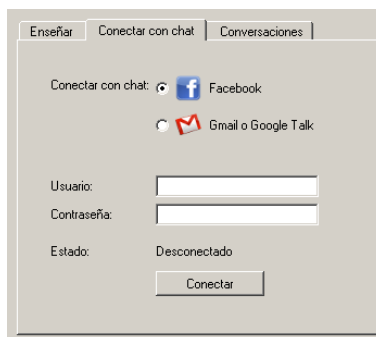 Enseñar Conectar con chat Conversaciones
Conectar con chat: Facebook
Gmail o Google Talk
Usuario:
Contraseña:
Estado: Desconectado
Conectar